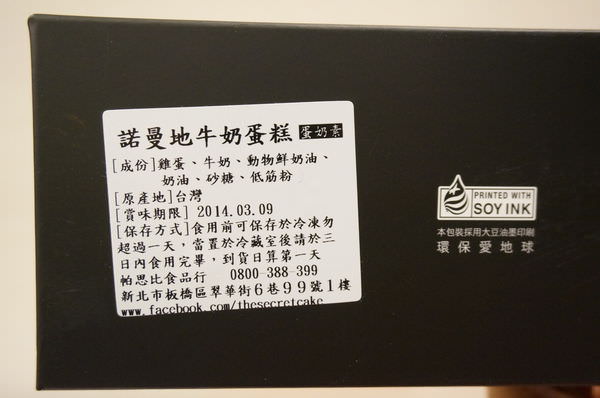 諾曼地牛奶蛋糕 蛋奶素
[成份]雞蛋、牛奶、動物鮮奶油、
奶油、砂糖、低筋粉
[原產地]台灣
[賞味期限] 2014.03.09
[保存方式]食用前可保存於冷凍勿
超過一天，當置於冷藏室後請於三
日內食用完畢，到貨日算第一天
帕思比食品行 0800-388-399
新北市板橋區翠華街6巷99號1樓
www.facebook.com/thesecretcake
PRINTED WITH
SOY INK
本包裝採用大豆油墨印刷
環保愛地球